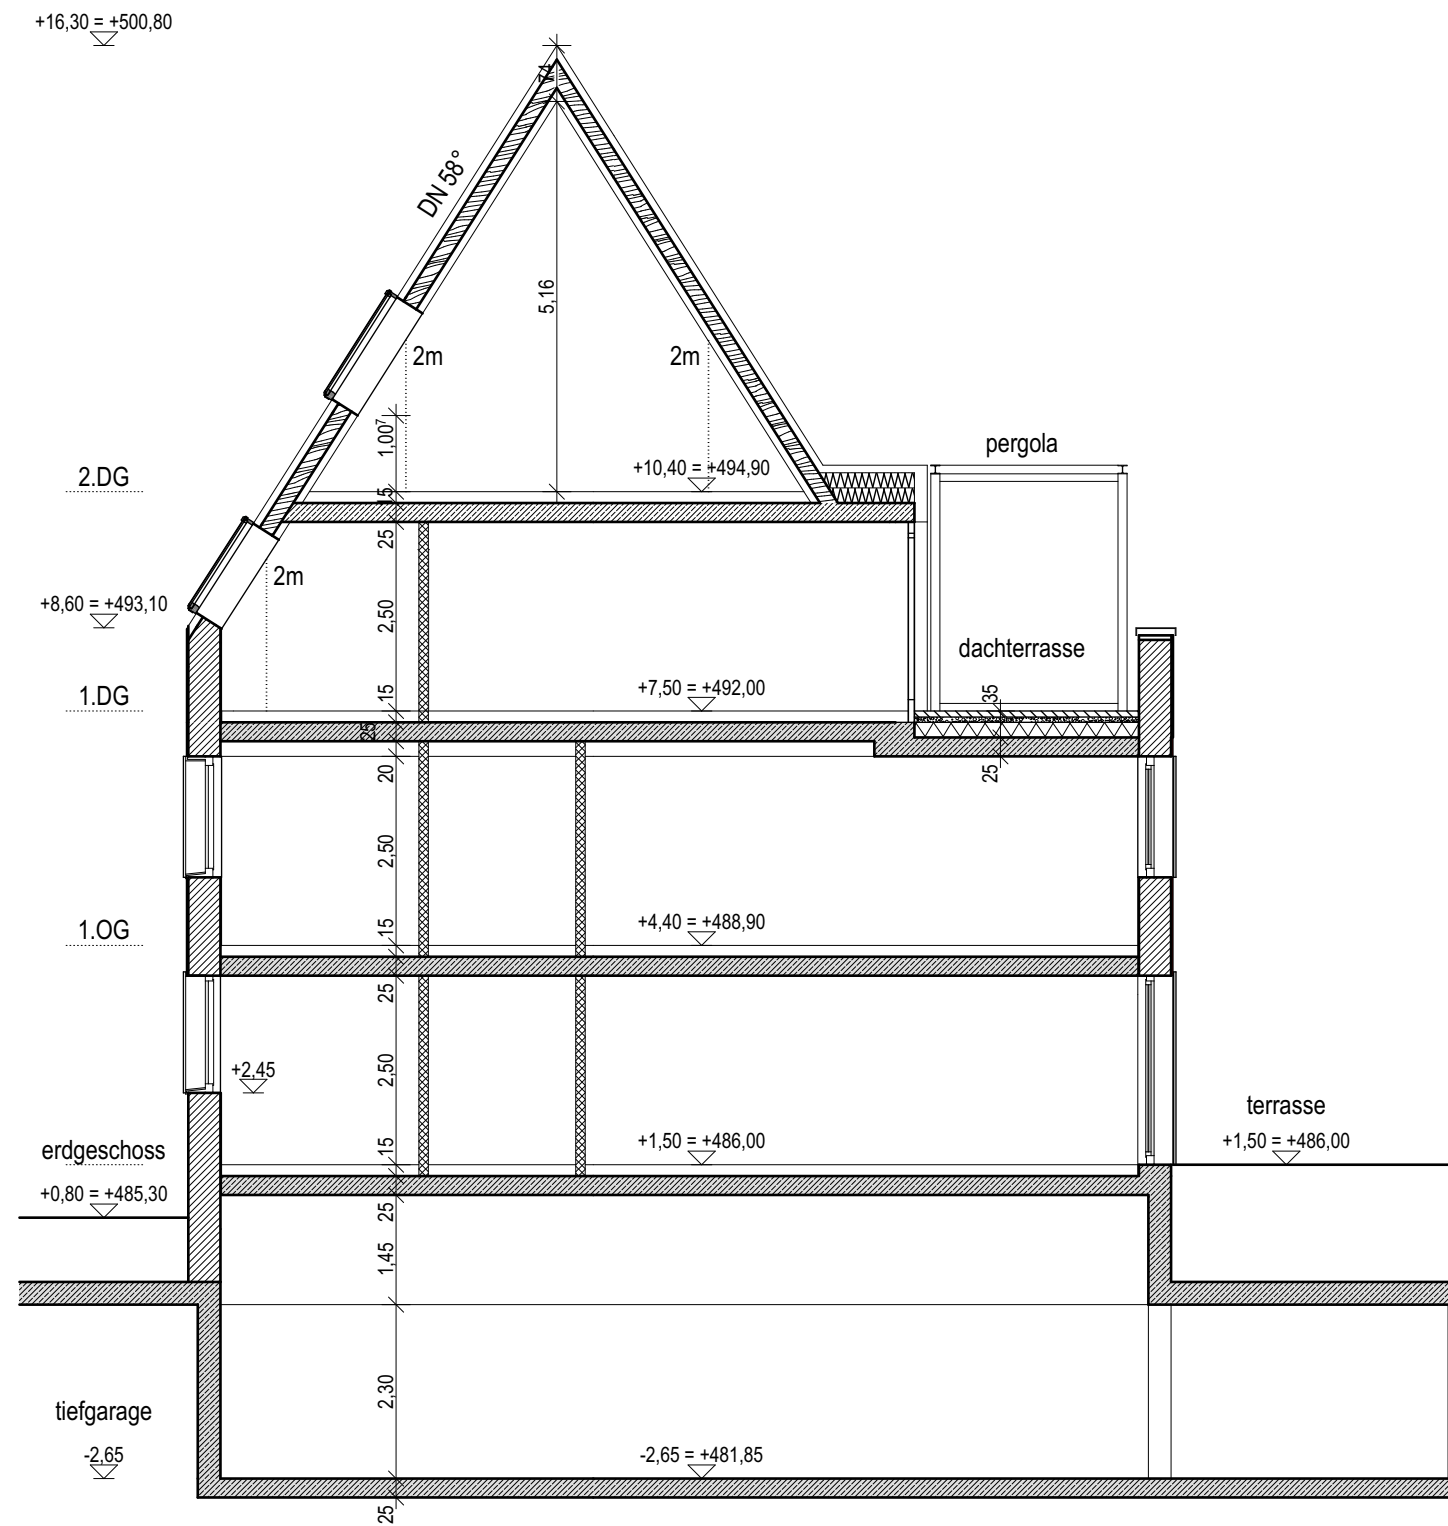 +16,30 = +500,80
71
DN 58°
5,16
2m
2m
1,00⁷
pergola
+10,40 = +494,90
2.DG
15
25
2m
+8,60 = +493,10
2,50
dachterrasse
+7,50 = +492,00
1.DG
15
35
25
20
25
2,50
+4,40 = +488,90
1.OG
15
25
+2,45
2,50
terrasse
+1,50 = +486,00
+1,50 = +486,00
erdgeschoss
15
+0,80 = +485,30
25
1,45
2,30
tiefgarage
-2,65
-2,65 = +481,85
25